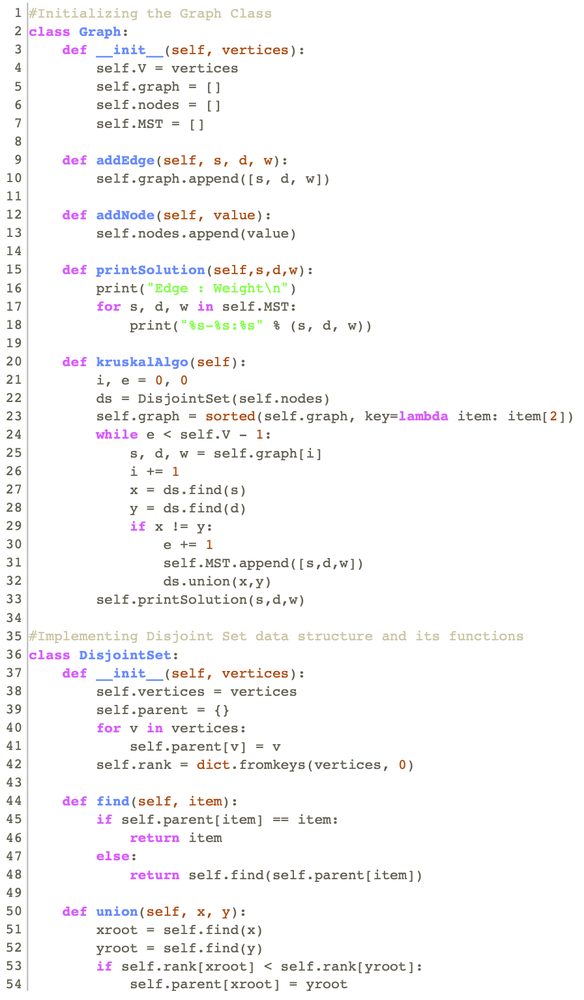 1 #Initializing the Graph Class
2 class Graph:
3     def __init__(self, vertices):
4         self.V = vertices
5         self.graph = []
6         self.nodes = []
7         self.MST = []
8
9     def addEdge(self, s, d, w):
10         self.graph.append([s, d, w])
11
12     def addNode(self, value):
13         self.nodes.append(value)
14
15     def printSolution(self,s,d,w):
16         print("Edge : Weight\n")
17         for s, d, w in self.MST:
18             print("%s-%s:%s" % (s, d, w))
19
20     def kruskalAlgo(self):
21         i, e = 0, 0
22         ds = DisjointSet(self.nodes)
23         self.graph = sorted(self.graph, key=lambda item: item[2])
24         while e < self.V - 1:
25             s, d, w = self.graph[i]
26             i += 1
27             x = ds.find(s)
28             y = ds.find(d)
29             if x != y:
30                 e += 1
31                 self.MST.append([s,d,w])
32                 ds.union(x,y)
33         self.printSolution(s,d,w)
34
35 #Implementing Disjoint Set data structure and its functions
36 class DisjointSet:
37     def __init__(self, vertices):
38         self.vertices = vertices
39         self.parent = {}
40         for v in vertices:
41             self.parent[v] = v
42         self.rank = dict.fromkeys(vertices, 0)
43
44     def find(self, item):
45         if self.parent[item] == item:
46             return item
47         else:
48             return self.find(self.parent[item])
49
50     def union(self, x, y):
51         xroot = self.find(x)
52         yroot = self.find(y)
53         if self.rank[xroot] < self.rank[yroot]:
54             self.parent[xroot] = yroot